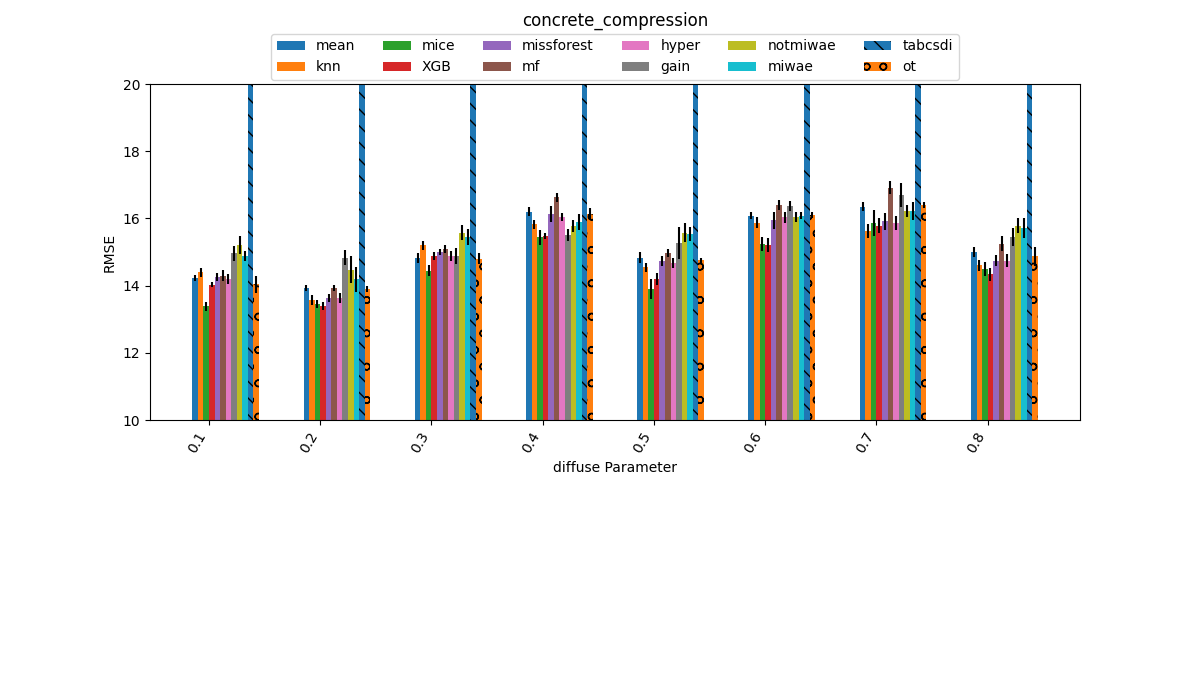 concrete_compression
mean mice missforest hyper notmiwae tabcsdi
knn XGB mf gain miwae ot
20
18
16
14
12
10
RMSE
0.1 0.2 0.3 0.4 0.5 0.6 0.7 0.8
diffuse Parameter